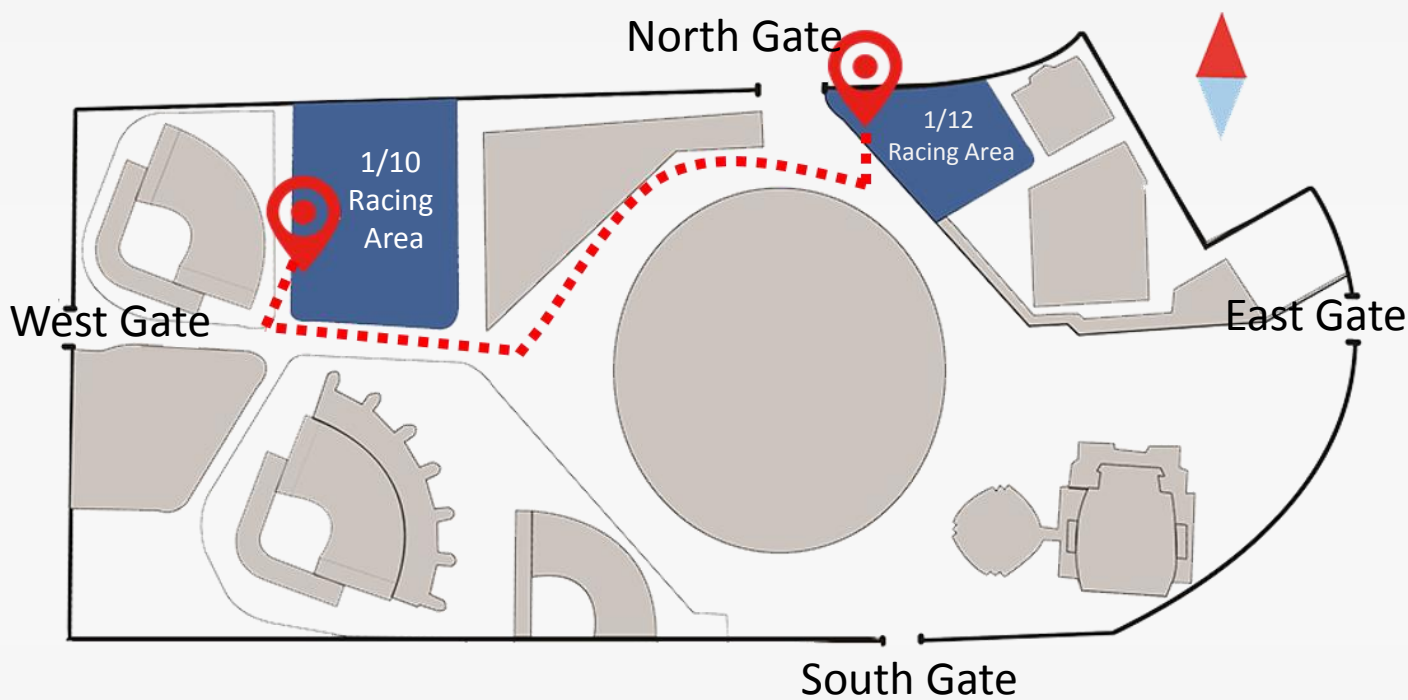 North Gate
1/12
Racing Area
1/10
Racing
Area
West Gate
East Gate
South Gate